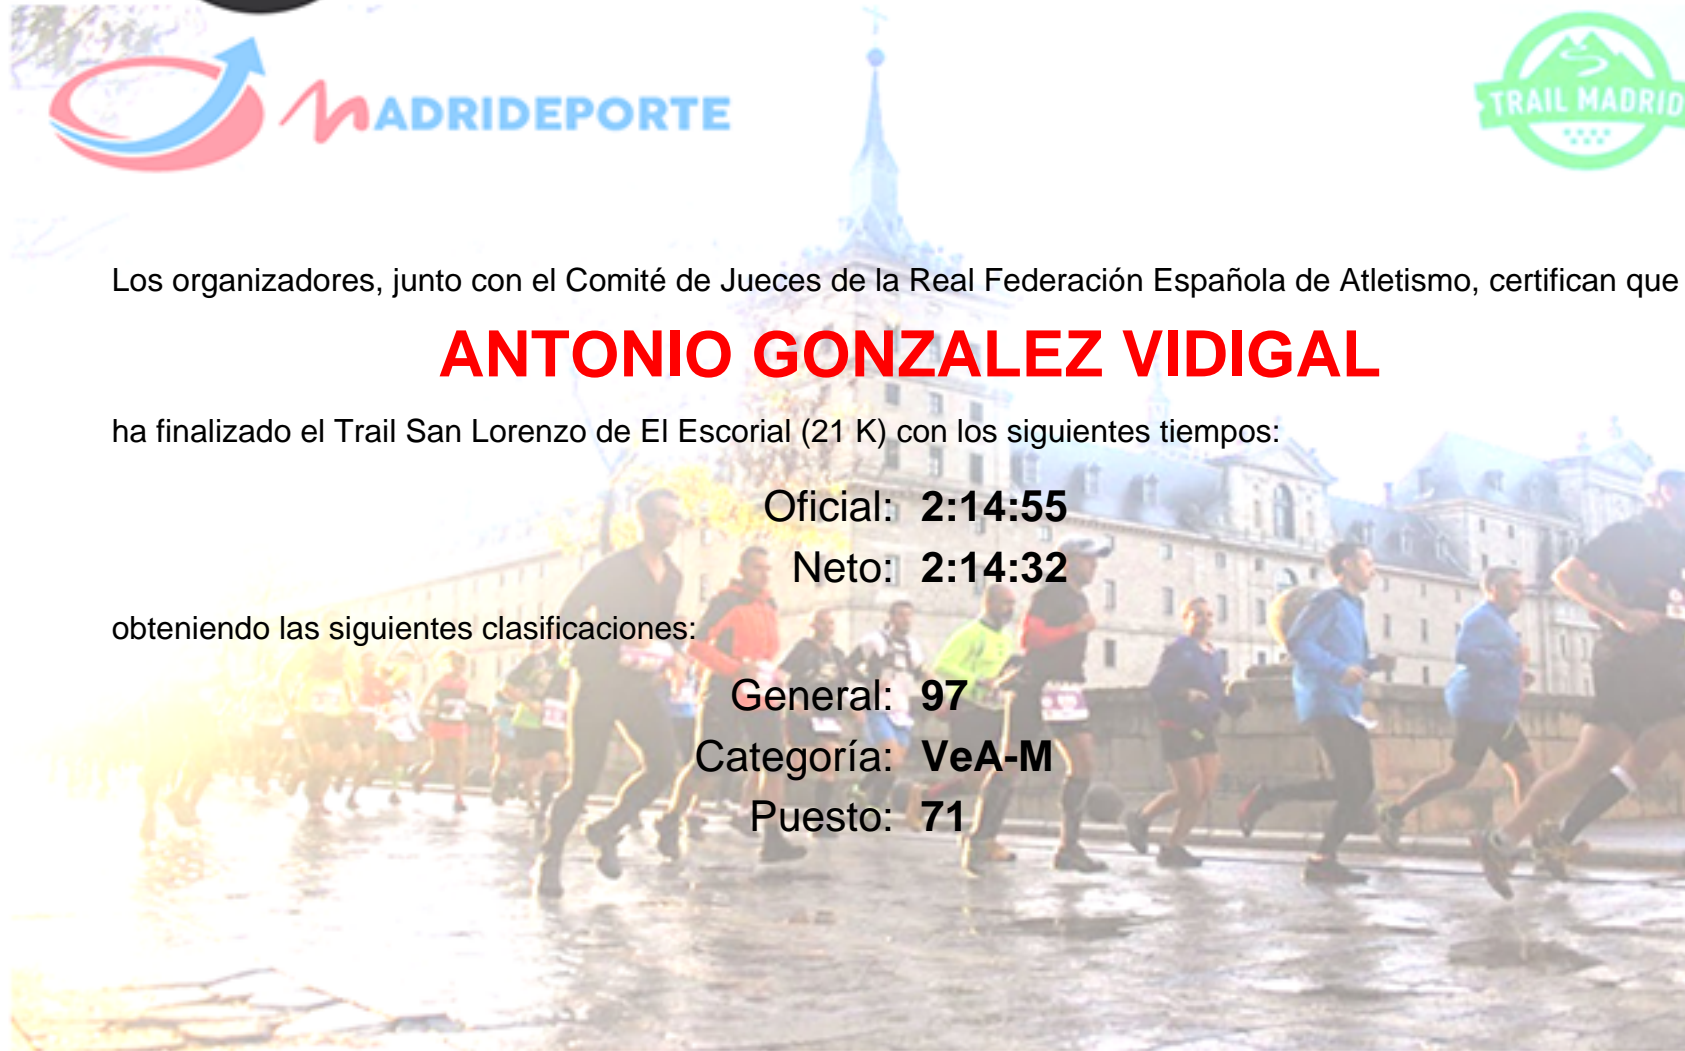 MADRIDEPORTE
TRAIL MADRID
Los organizadores, junto con el Comité de Jueces de la Real Federación Española de Atletismo, certifican que
ANTONIO GONZALEZ VIDIGAL
ha finalizado el Trail San Lorenzo de El Escorial (21 K) con los siguientes tiempos:
Oficial: 2:14:55
Neto: 2:14:32
obteniendo las siguientes clasificaciones:
General: 97
Categoría: VeA-M
Puesto: 71